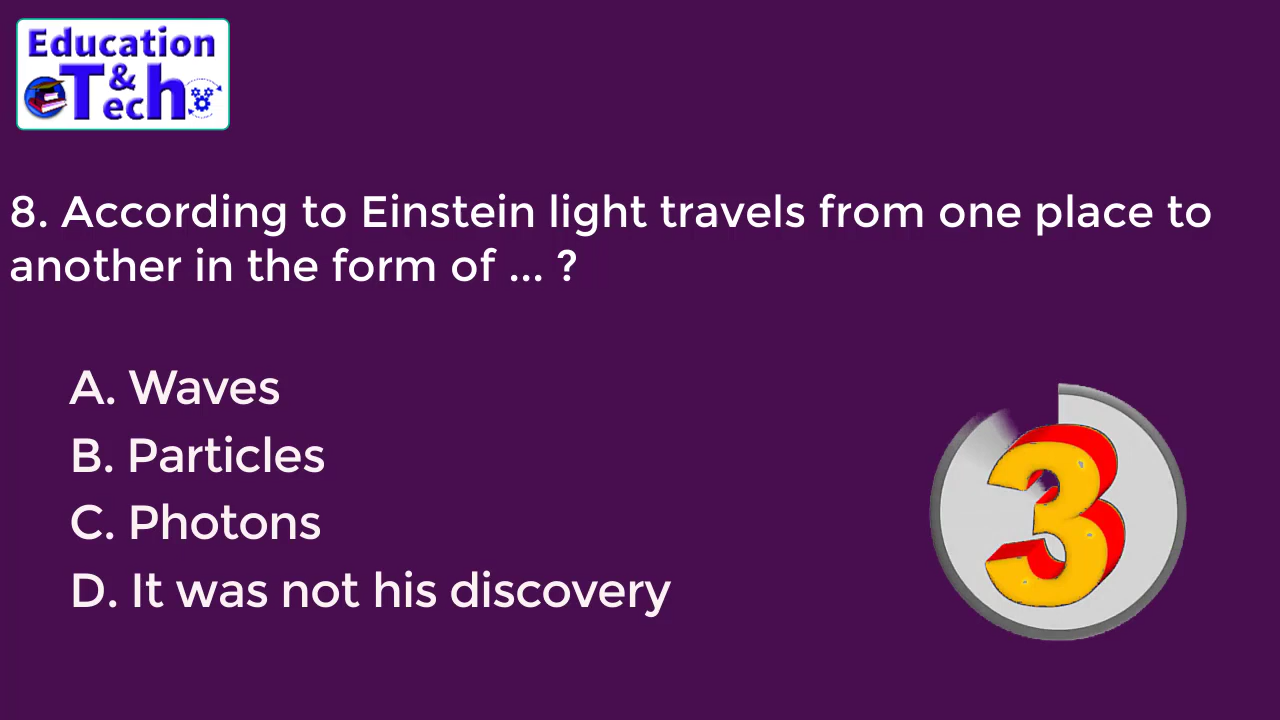 Education
& Tech
8. According to Einstein light travels from one place to
another in the form of ... ?
A. Waves
B. Particles
C. Photons
D. It was not his discovery
3